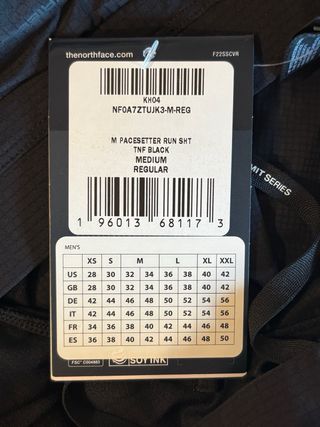 thenorthface.com F22SSCVR
KH04
NF0A7ZTUJK3-M-REG
M PACESETTER RUN SHT
TNF BLACK
MEDIUM
REGULAR
1 96013 68117 3
MEN'S
XS S M L XL XXL
US 28 30 32 34 36 38 40 42
GB 28 30 32 34 36 38 40 42
DE 42 44 46 48 50 52 54 56
IT 42 44 46 48 50 52 54 56
FR 34 36 38 40 42 44 46 48
ES 36 38 40 42 44 46 48 50
SOY INK
MIT SERIES